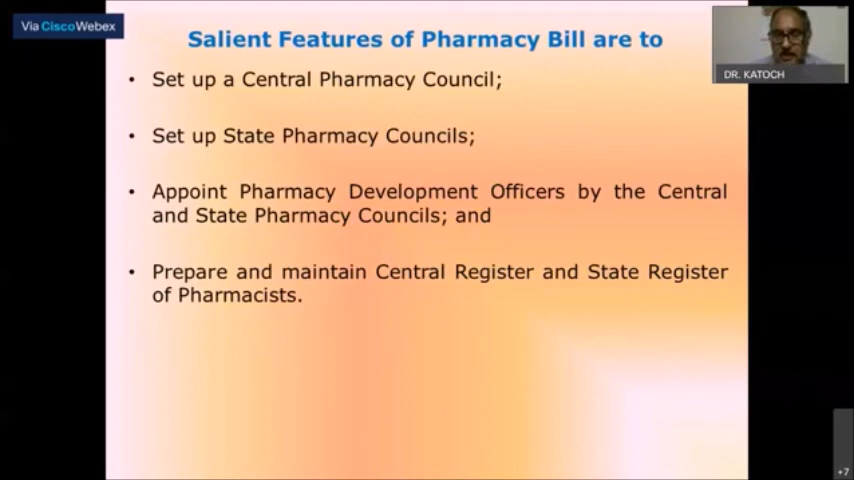 Via Cisco Webex
Salient Features of Pharmacy Bill are to
DR. KATOCH
• Set up a Central Pharmacy Council;
• Set up State Pharmacy Councils;
• Appoint Pharmacy Development Officers by the Central
and State Pharmacy Councils; and
• Prepare and maintain Central Register and State Register
of Pharmacists.
+7